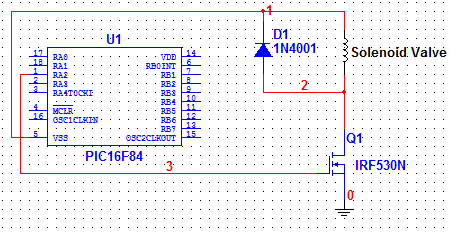 1
U1
D1
1N4001
Solenoid Valve
17 RA0 VDD 14
18 RA1 RB0INT 6
1 RA2 RB1 7
2 RA3 RB2 8
3 RA4T0CKI RB3 9
RB4 10
4 MCLR RB5 11
16 OSC1CLKIN RB6 12
RB7 13
5 VSS OSC2CLKOUT 15
PIC16F84
2
Q1
IRF530N
3
0